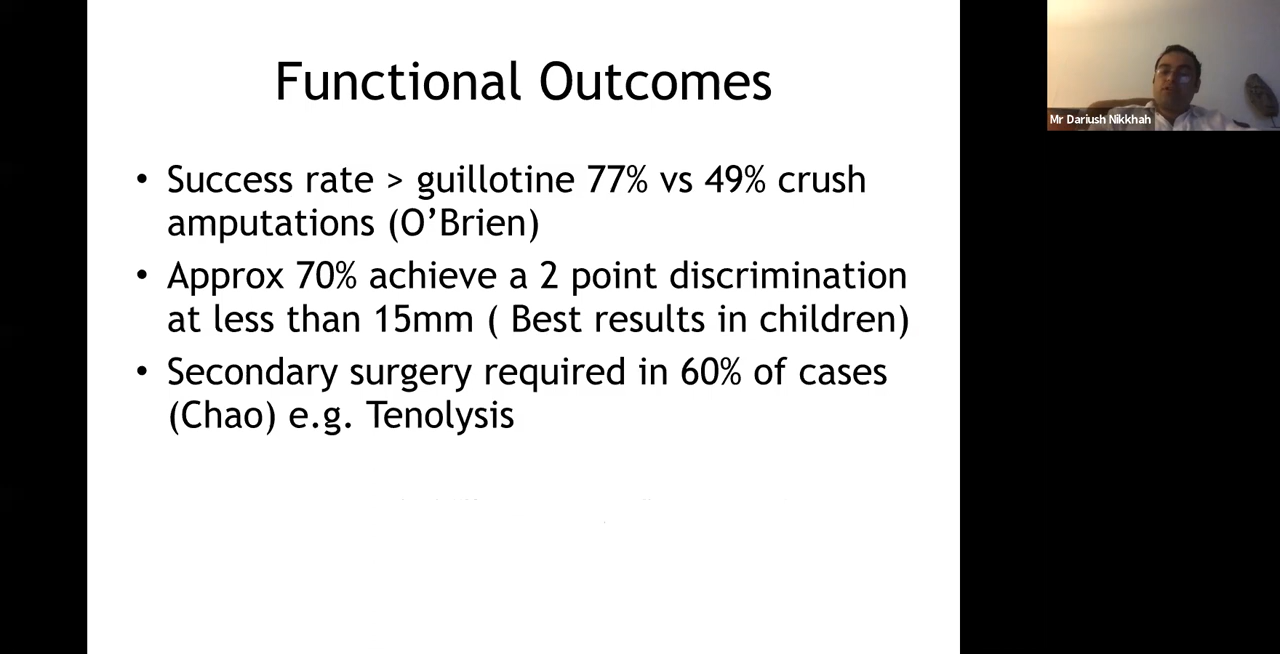 Functional Outcomes
• Success rate > guillotine 77% vs 49% crush
amputations (O’Brien)
• Approx 70% achieve a 2 point discrimination
at less than 15mm ( Best results in children)
• Secondary surgery required in 60% of cases
(Chao) e.g. Tenolysis
Mr Dariush Nikkhah